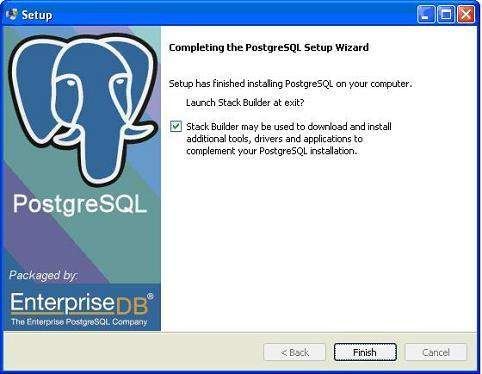 Setup
Completing the PostgreSQL Setup Wizard
Setup has finished installing PostgreSQL on your computer.
Launch Stack Builder at exit?
Stack Builder may be used to download and install
additional tools, drivers and applications to
complement your PostgreSQL installation.
PostgreSQL
Packaged by:
EnterpriseDB®
The Enterprise PostgreSQL Company
< Back
Finish
Cancel